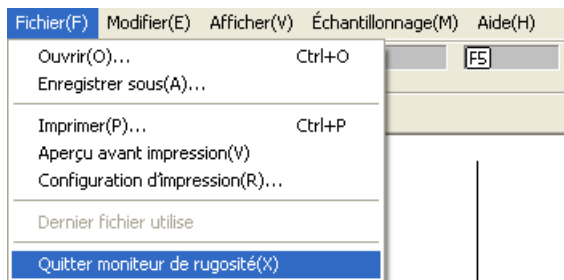 Fichier(F) Modifier(E) Afficher(V) Échantillonnage(M) Aide(H)
Ouvrir(O)... Ctrl+O F5
Enregistrer sous(A)...
Imprimer(P)... Ctrl+P
Aperçu avant impression(V)
Configuration d'impression(R)...
Dernier fichier utilise
Quitter moniteur de rugosité(X)